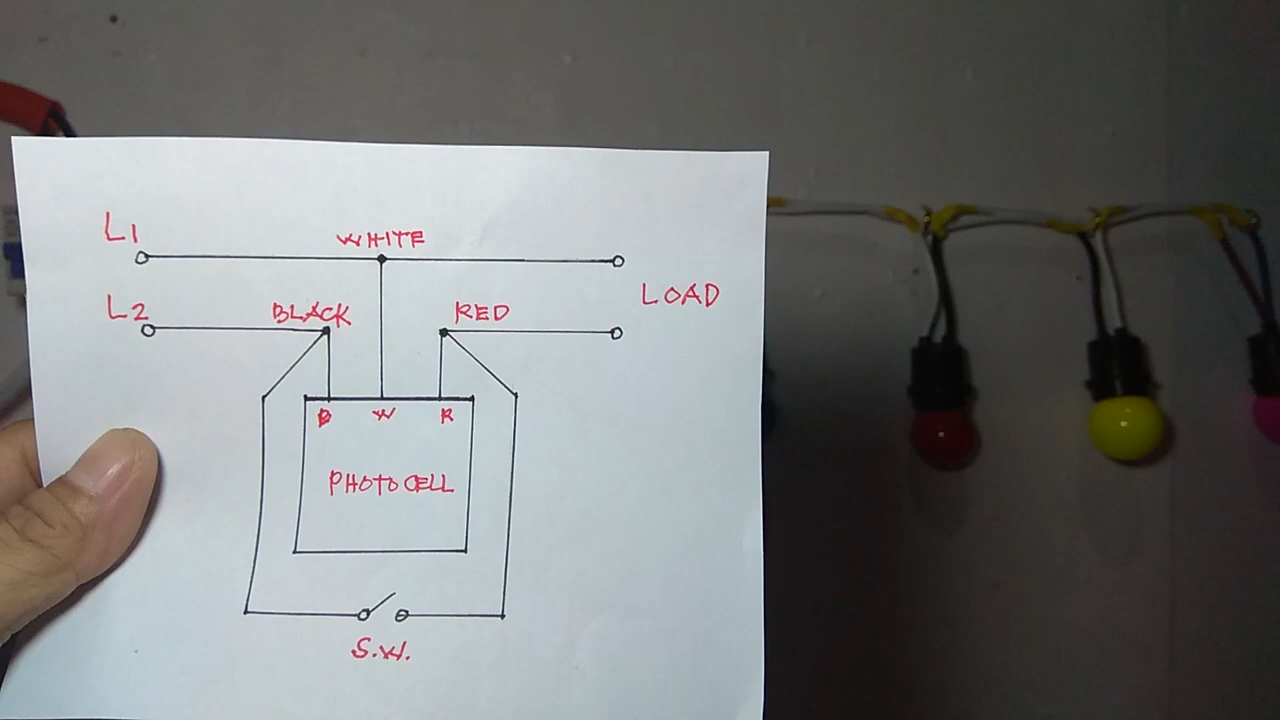 L1
WHITE
L2
BLACK
RED
LOAD
B W R
PHOTOCELL
S.W.